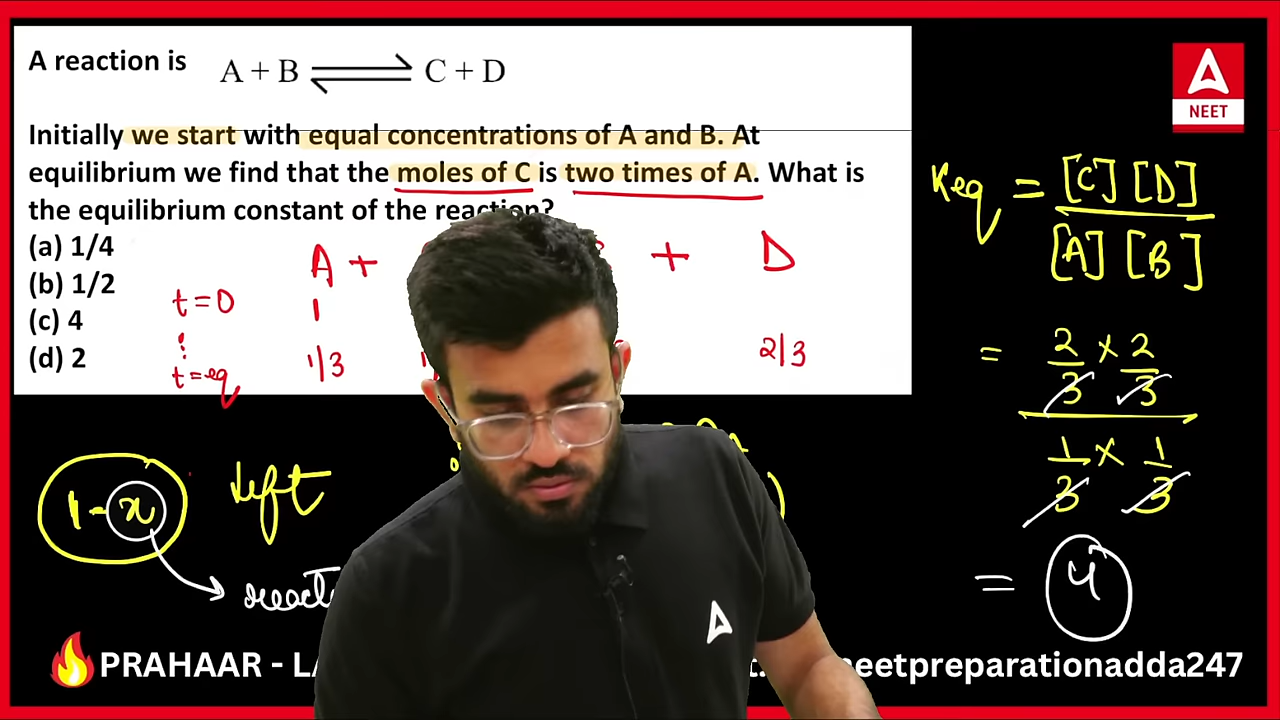 A reaction is A + B ⇌ C + D
Initially we start with equal concentrations of A and B. At
equilibrium we find that the moles of C is two times of A. What is
the equilibrium constant of the reaction?
(a) 1/4
(b) 1/2
(c) 4
(d) 2
A + + D
t = 0 1
t = eq 1/3 2/3
1 - x left
Keq = [C] [D]
[A] [B]
= 2/3 × 2/3
1/3 × 1/3
= 4
A
NEET
PRAHAAR -
neetpreparationadda247